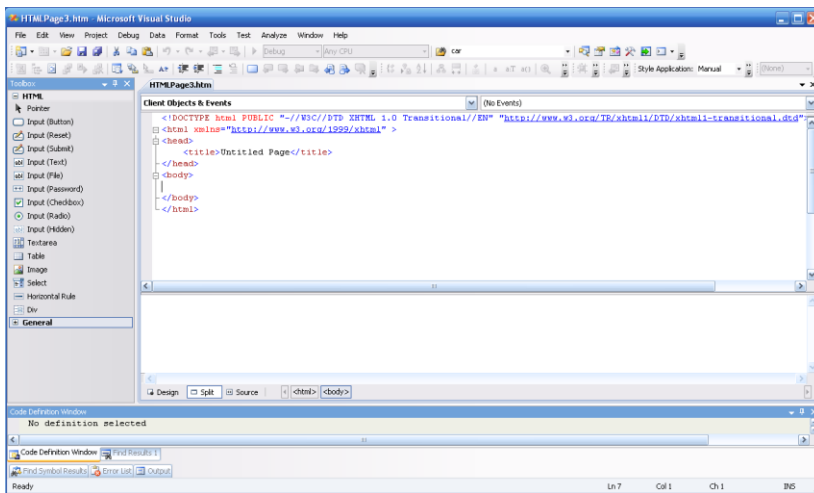 HTMLPage3.htm - Microsoft Visual Studio
File Edit View Project Debug Data Format Tools Test Analyze Window Help
Debug Any CPU car
Style Application: Manual (None)
Toolbox
HTML
Pointer
Input (Button)
Input (Reset)
Input (Submit)
Input (Text)
Input (File)
Input (Password)
Input (Checkbox)
Input (Radio)
Input (Hidden)
Textarea
Table
Image
Select
Horizontal Rule
Div
General
HTMLPage3.htm
Client Objects & Events (No Events)
<!DOCTYPE html PUBLIC "-//W3C//DTD XHTML 1.0 Transitional//EN" "http://www.w3.org/TR/xhtml1/DTD/xhtml1-transitional.dtd"
<html xmlns="http://www.w3.org/1999/xhtml" >
<head>
<title>Untitled Page</title>
</head>
<body>
</body>
</html>
Design Split Source <html> <body>
Code Definition Window
No definition selected
Code Definition Window Find Results 1
Find Symbol Results Error List Output
Ready Ln 7 Col 1 Ch 1 INS